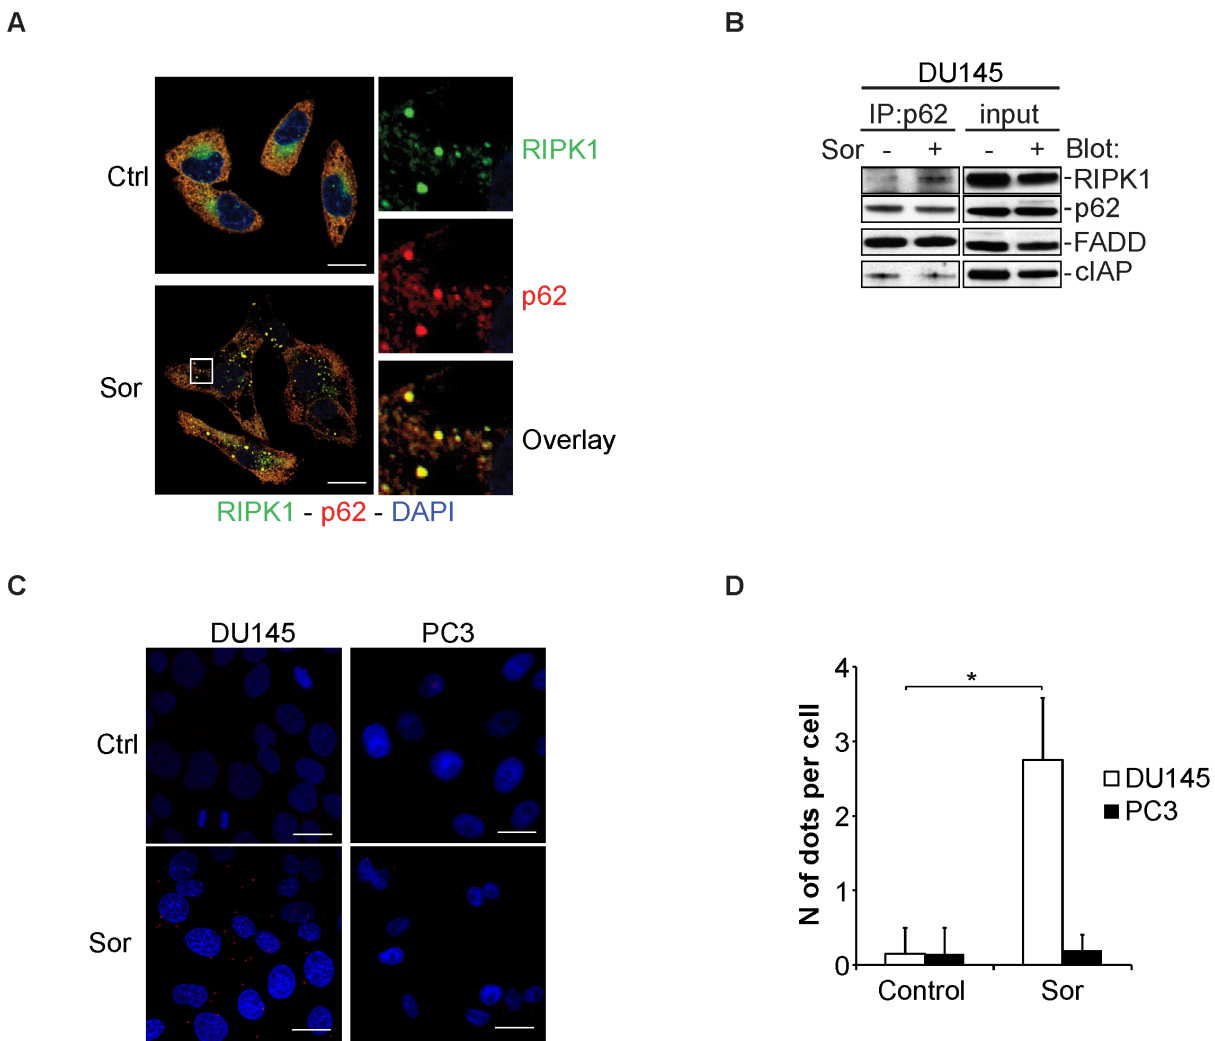 A
Ctrl
RIPK1
p62
Sor
Overlay
RIPK1 - p62 - DAPI
B
DU145
IP:p62 input
Sor - + - + Blot:
-RIPK1
-p62
-FADD
-cIAP
C
DU145 PC3
Ctrl
Sor
D
N of dots per cell
4
3
2
1
0
*
Control Sor
DU145
PC3